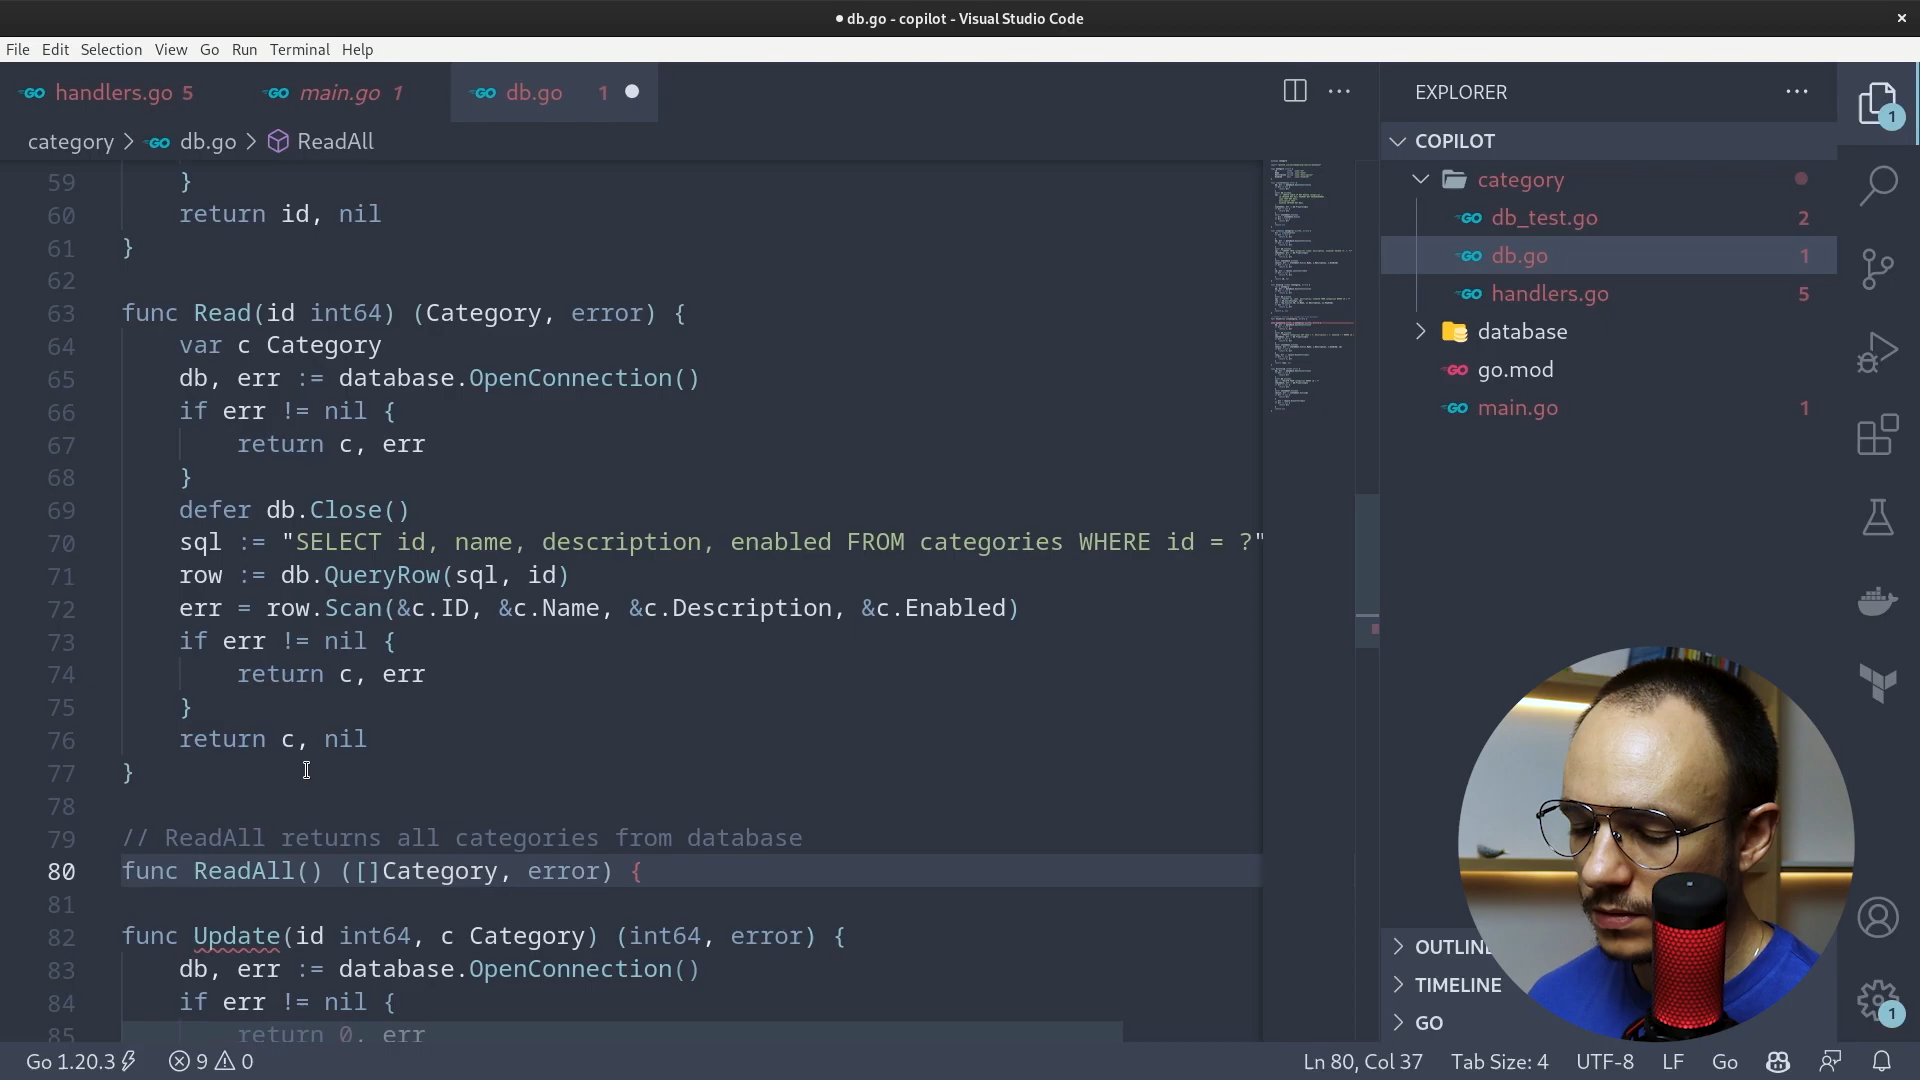 db.go - copilot - Visual Studio Code
File Edit Selection View Go Run Terminal Help
handlers.go 5 main.go 1 db.go 1
EXPLORER
category > db.go > ReadAll
COPILOT
category
db_test.go 2
db.go 1
handlers.go 5
database
go.mod
main.go 1
59 }
60 return id, nil
61 }
62
63 func Read(id int64) (Category, error) {
64 var c Category
65 db, err := database.OpenConnection()
66 if err != nil {
67 return c, err
68 }
69 defer db.Close()
70 sql := "SELECT id, name, description, enabled FROM categories WHERE id = ?"
71 row := db.QueryRow(sql, id)
72 err = row.Scan(&c.ID, &c.Name, &c.Description, &c.Enabled)
73 if err != nil {
74 return c, err
75 }
76 return c, nil
77 }
78
79 // ReadAll returns all categories from database
80 func ReadAll() ([]Category, error) {
81
82 func Update(id int64, c Category) (int64, error) {
83 db, err := database.OpenConnection()
84 if err != nil {
85 return 0, err
TIMELINE
GO
1
1
Go 1.20.3 9 0 Ln 80, Col 37 Tab Size: 4 UTF-8 LF Go